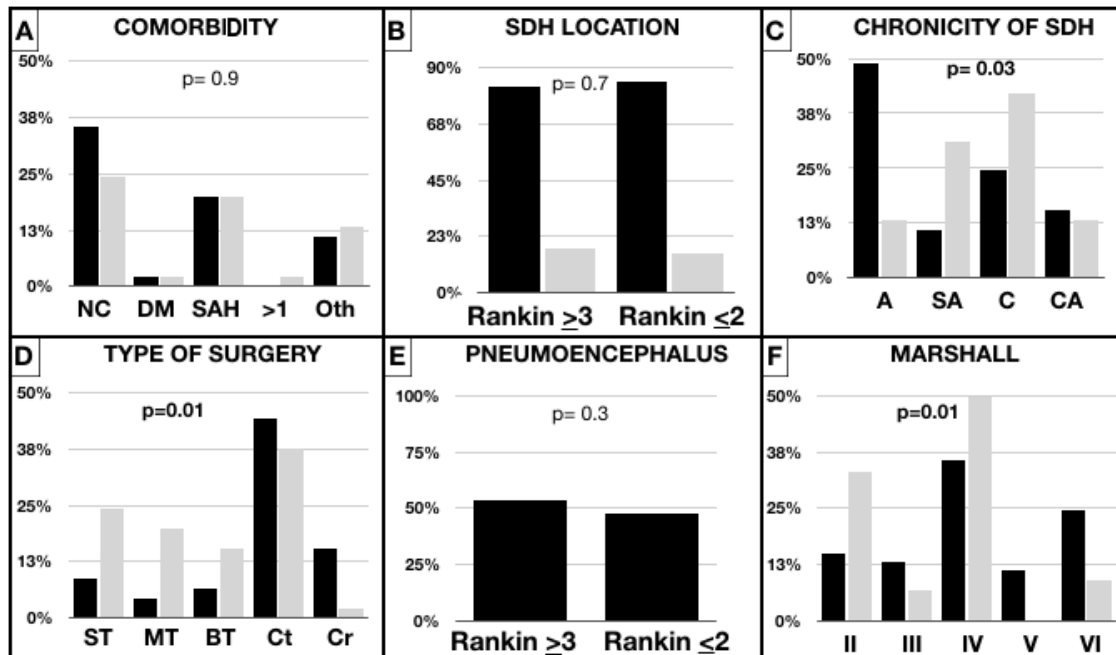 A COMORBIDITY
50%
p= 0.9
38%
25%
13%
0%
NC DM SAH >1 Oth
B SDH LOCATION
90%
p= 0.7
68%
45%
23%
0%
Rankin ≥3 Rankin ≤2
C CHRONICITY OF SDH
50%
p= 0.03
38%
25%
13%
0%
A SA C CA
D TYPE OF SURGERY
50%
p=0.01
38%
25%
13%
0%
ST MT BT Ct Cr
E PNEUMOENCEPHALUS
100%
p= 0.3
75%
50%
25%
0%
Rankin ≥3 Rankin ≤2
F MARSHALL
50%
p=0.01
38%
25%
13%
0%
II III IV V VI